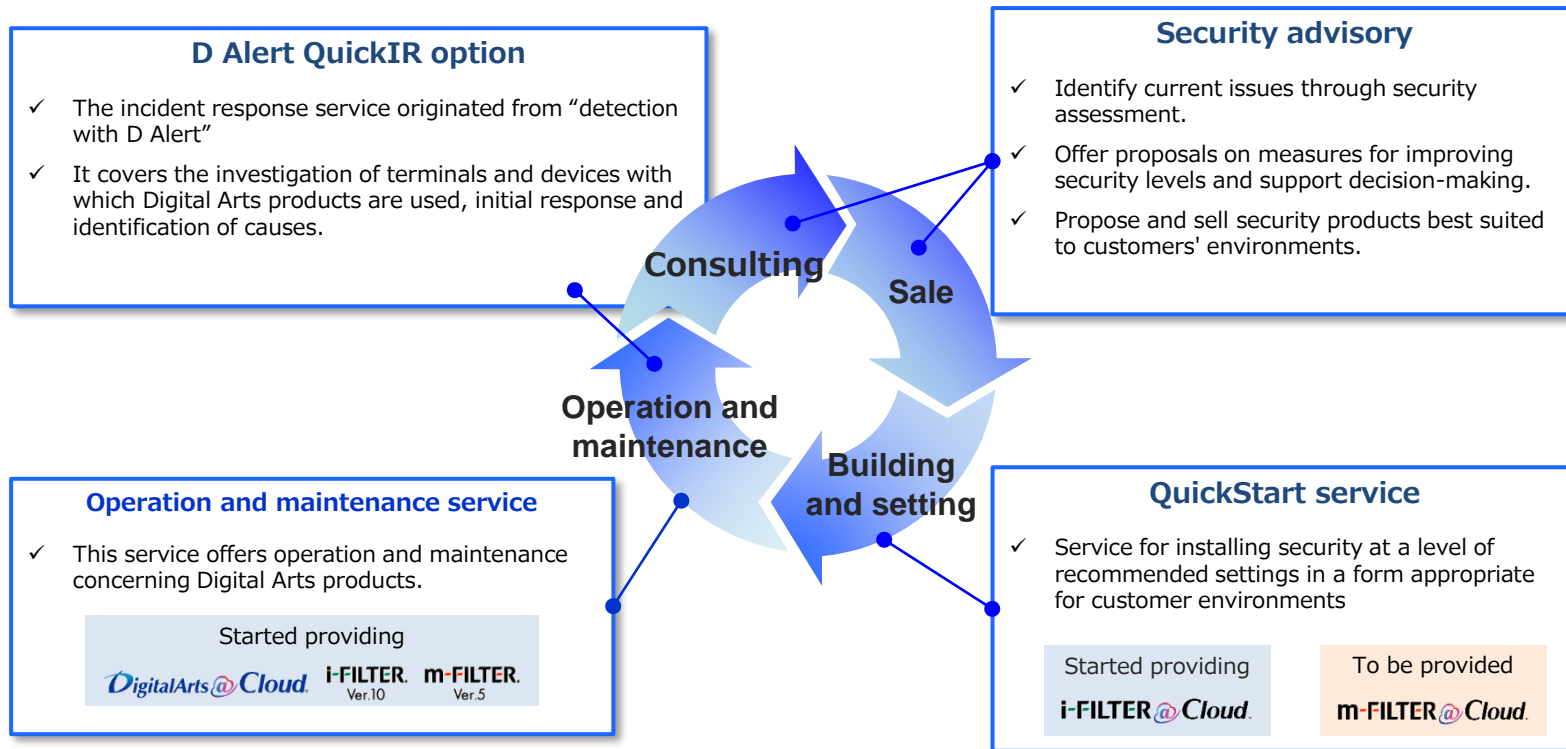 D Alert QuickIR option
✓ The incident response service originated from “detection
with D Alert”
✓ It covers the investigation of terminals and devices with
which Digital Arts products are used, initial response and
identification of causes.
Security advisory
✓ Identify current issues through security
assessment.
✓ Offer proposals on measures for improving
security levels and support decision-making.
✓ Propose and sell security products best suited
to customers' environments.
Consulting
Sale
Operation and
maintenance
Building
and setting
Operation and maintenance service
✓ This service offers operation and maintenance
concerning Digital Arts products.
Started providing
DigitalArts@Cloud. i-FILTER. m-FILTER.
Ver.10 Ver.5
QuickStart service
✓ Service for installing security at a level of
recommended settings in a form appropriate
for customer environments
Started providing
i-FILTER@Cloud.
To be provided
m-FILTER@Cloud.